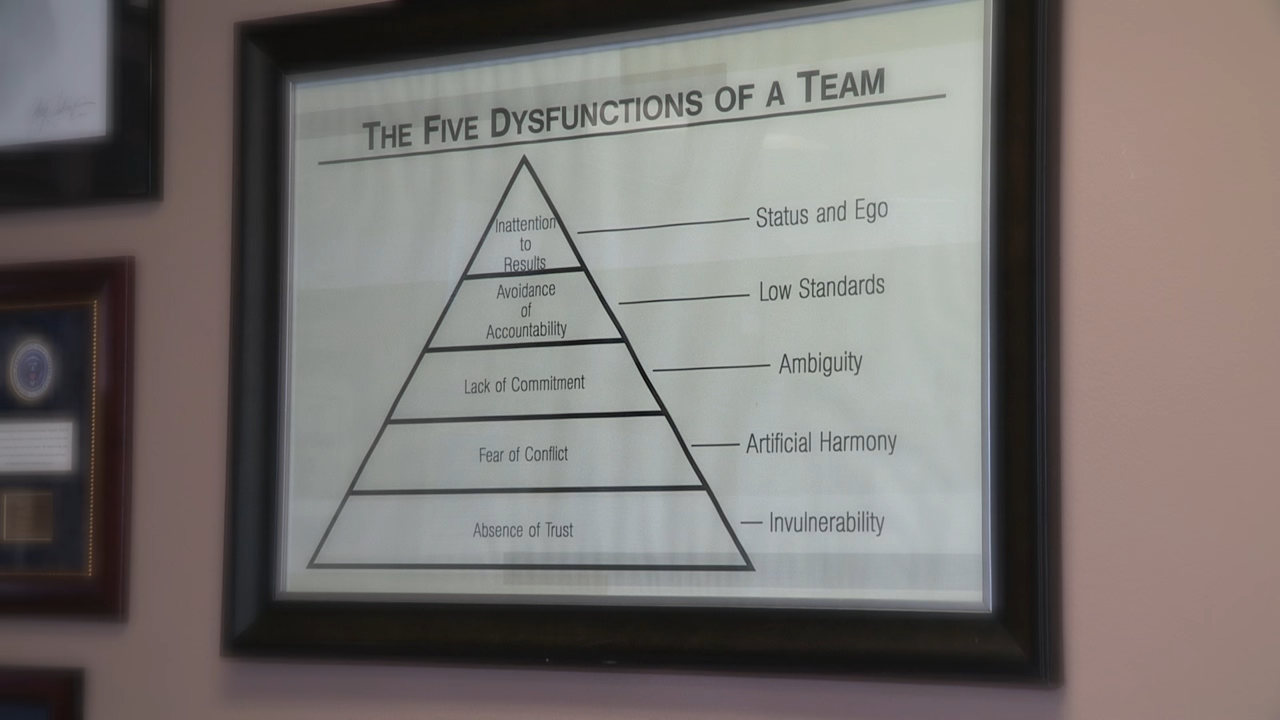 THE FIVE DYSFUNCTIONS OF A TEAM
Inattention
to
Results
Status and Ego
Avoidance
of
Accountability
Low Standards
Lack of Commitment
Ambiguity
Fear of Conflict
Artificial Harmony
Absence of Trust
Invulnerability